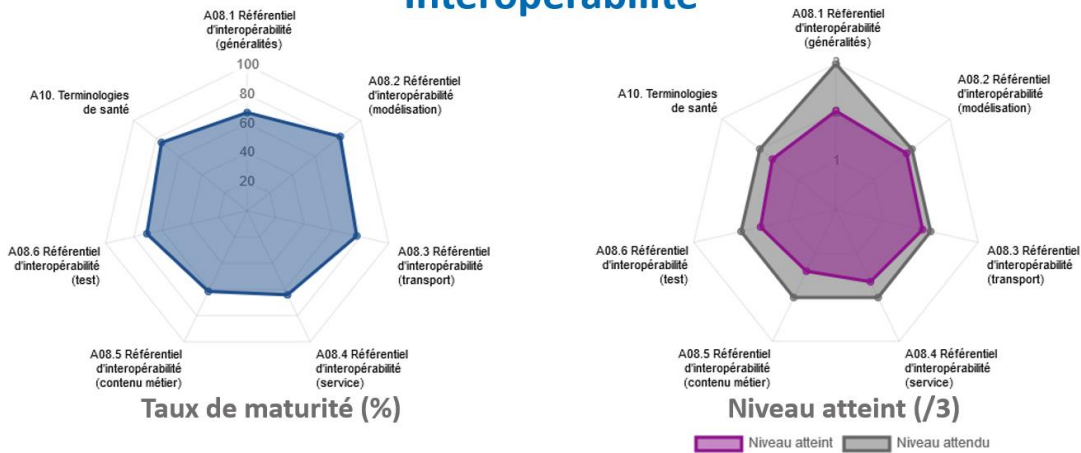 Interopérabilité
A08.1 Référentiel
d'interopérabilité
(généralités)
100
80
60
40
20
A08.2 Référentiel
d'interopérabilité
(modélisation)
A08.3 Référentiel
d'interopérabilité
(transport)
A08.4 Référentiel
d'interopérabilité
(service)
A08.5 Référentiel
d'interopérabilité
(contenu métier)
A08.6 Référentiel
d'interopérabilité
(test)
A10. Terminologies
de santé
Taux de maturité (%)
A08.1 Référentiel
d'interopérabilité
(généralités)
3
1
A08.2 Référentiel
d'interopérabilité
(modélisation)
A08.3 Référentiel
d'interopérabilité
(transport)
A08.4 Référentiel
d'interopérabilité
(service)
A08.5 Référentiel
d'interopérabilité
(contenu métier)
A08.6 Référentiel
d'interopérabilité
(test)
A10. Terminologies
de santé
Niveau atteint (/3)
Niveau atteint
Niveau attendu